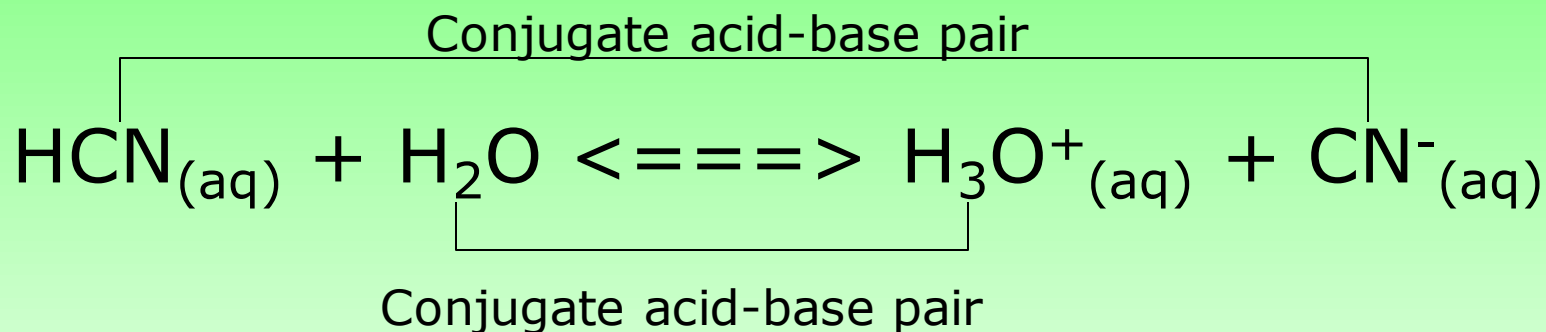 Conjugate acid-base pair
HCN(aq) + H₂O <===> H₃O⁺(aq) + CN⁻(aq)
Conjugate acid-base pair